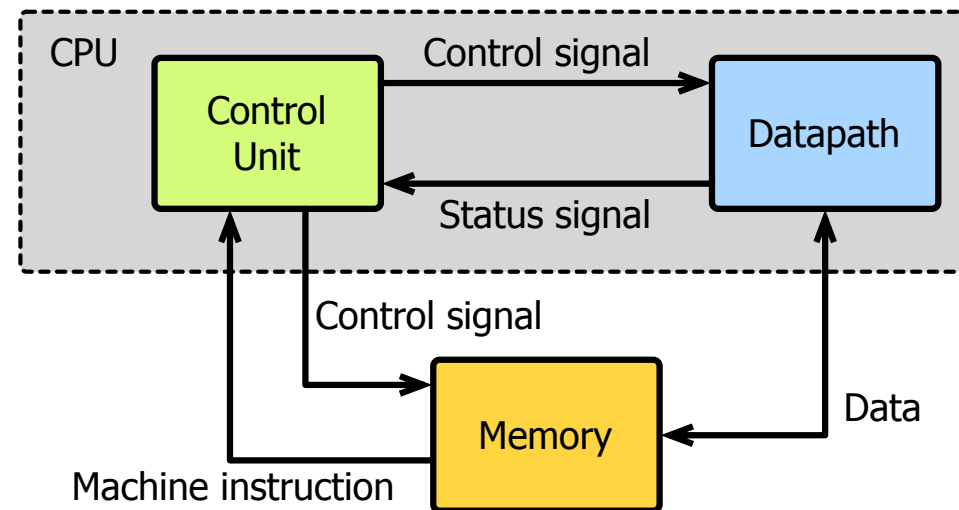 CPU
Control signal
Control
Unit
Datapath
Status signal
Control signal
Data
Memory
Machine instruction